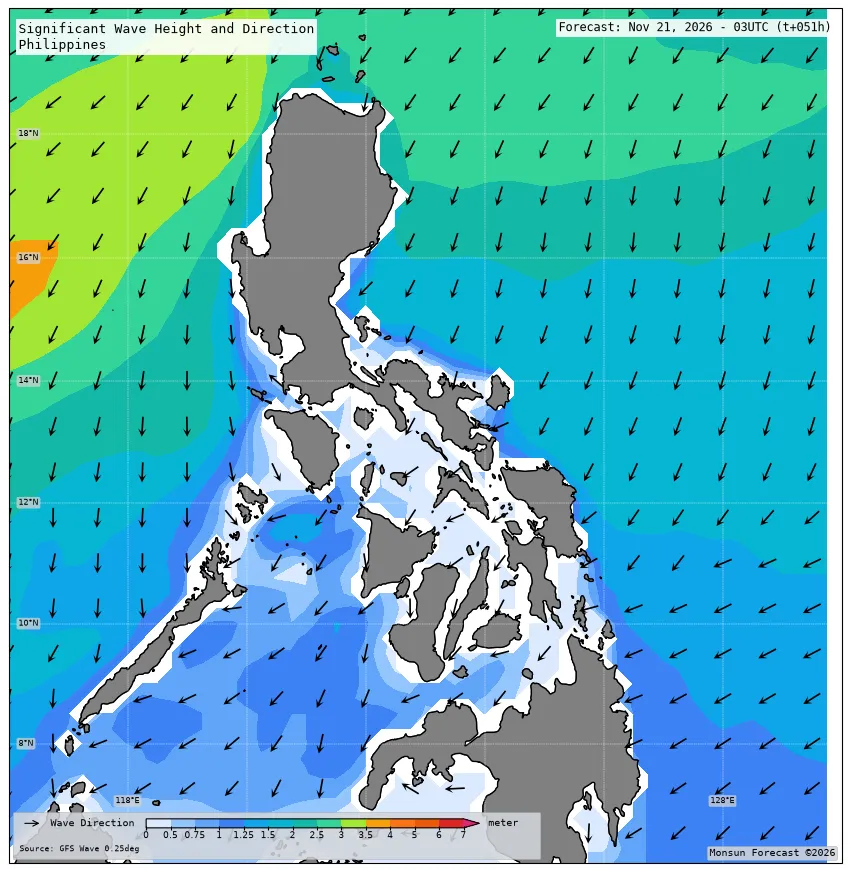 Significant Wave Height and Direction
Philippines
Forecast: Nov 21, 2026 - 03UTC (t+051h)
18°N
16°N
14°N
12°N
10°N
8°N
118°E
128°E
Wave Direction
0 0.5 0.75 1 1.25 1.5 2 2.5 3 3.5 4 5 6 7
meter
Source: GFS Wave 0.25deg
Monsun Forecast ©2026